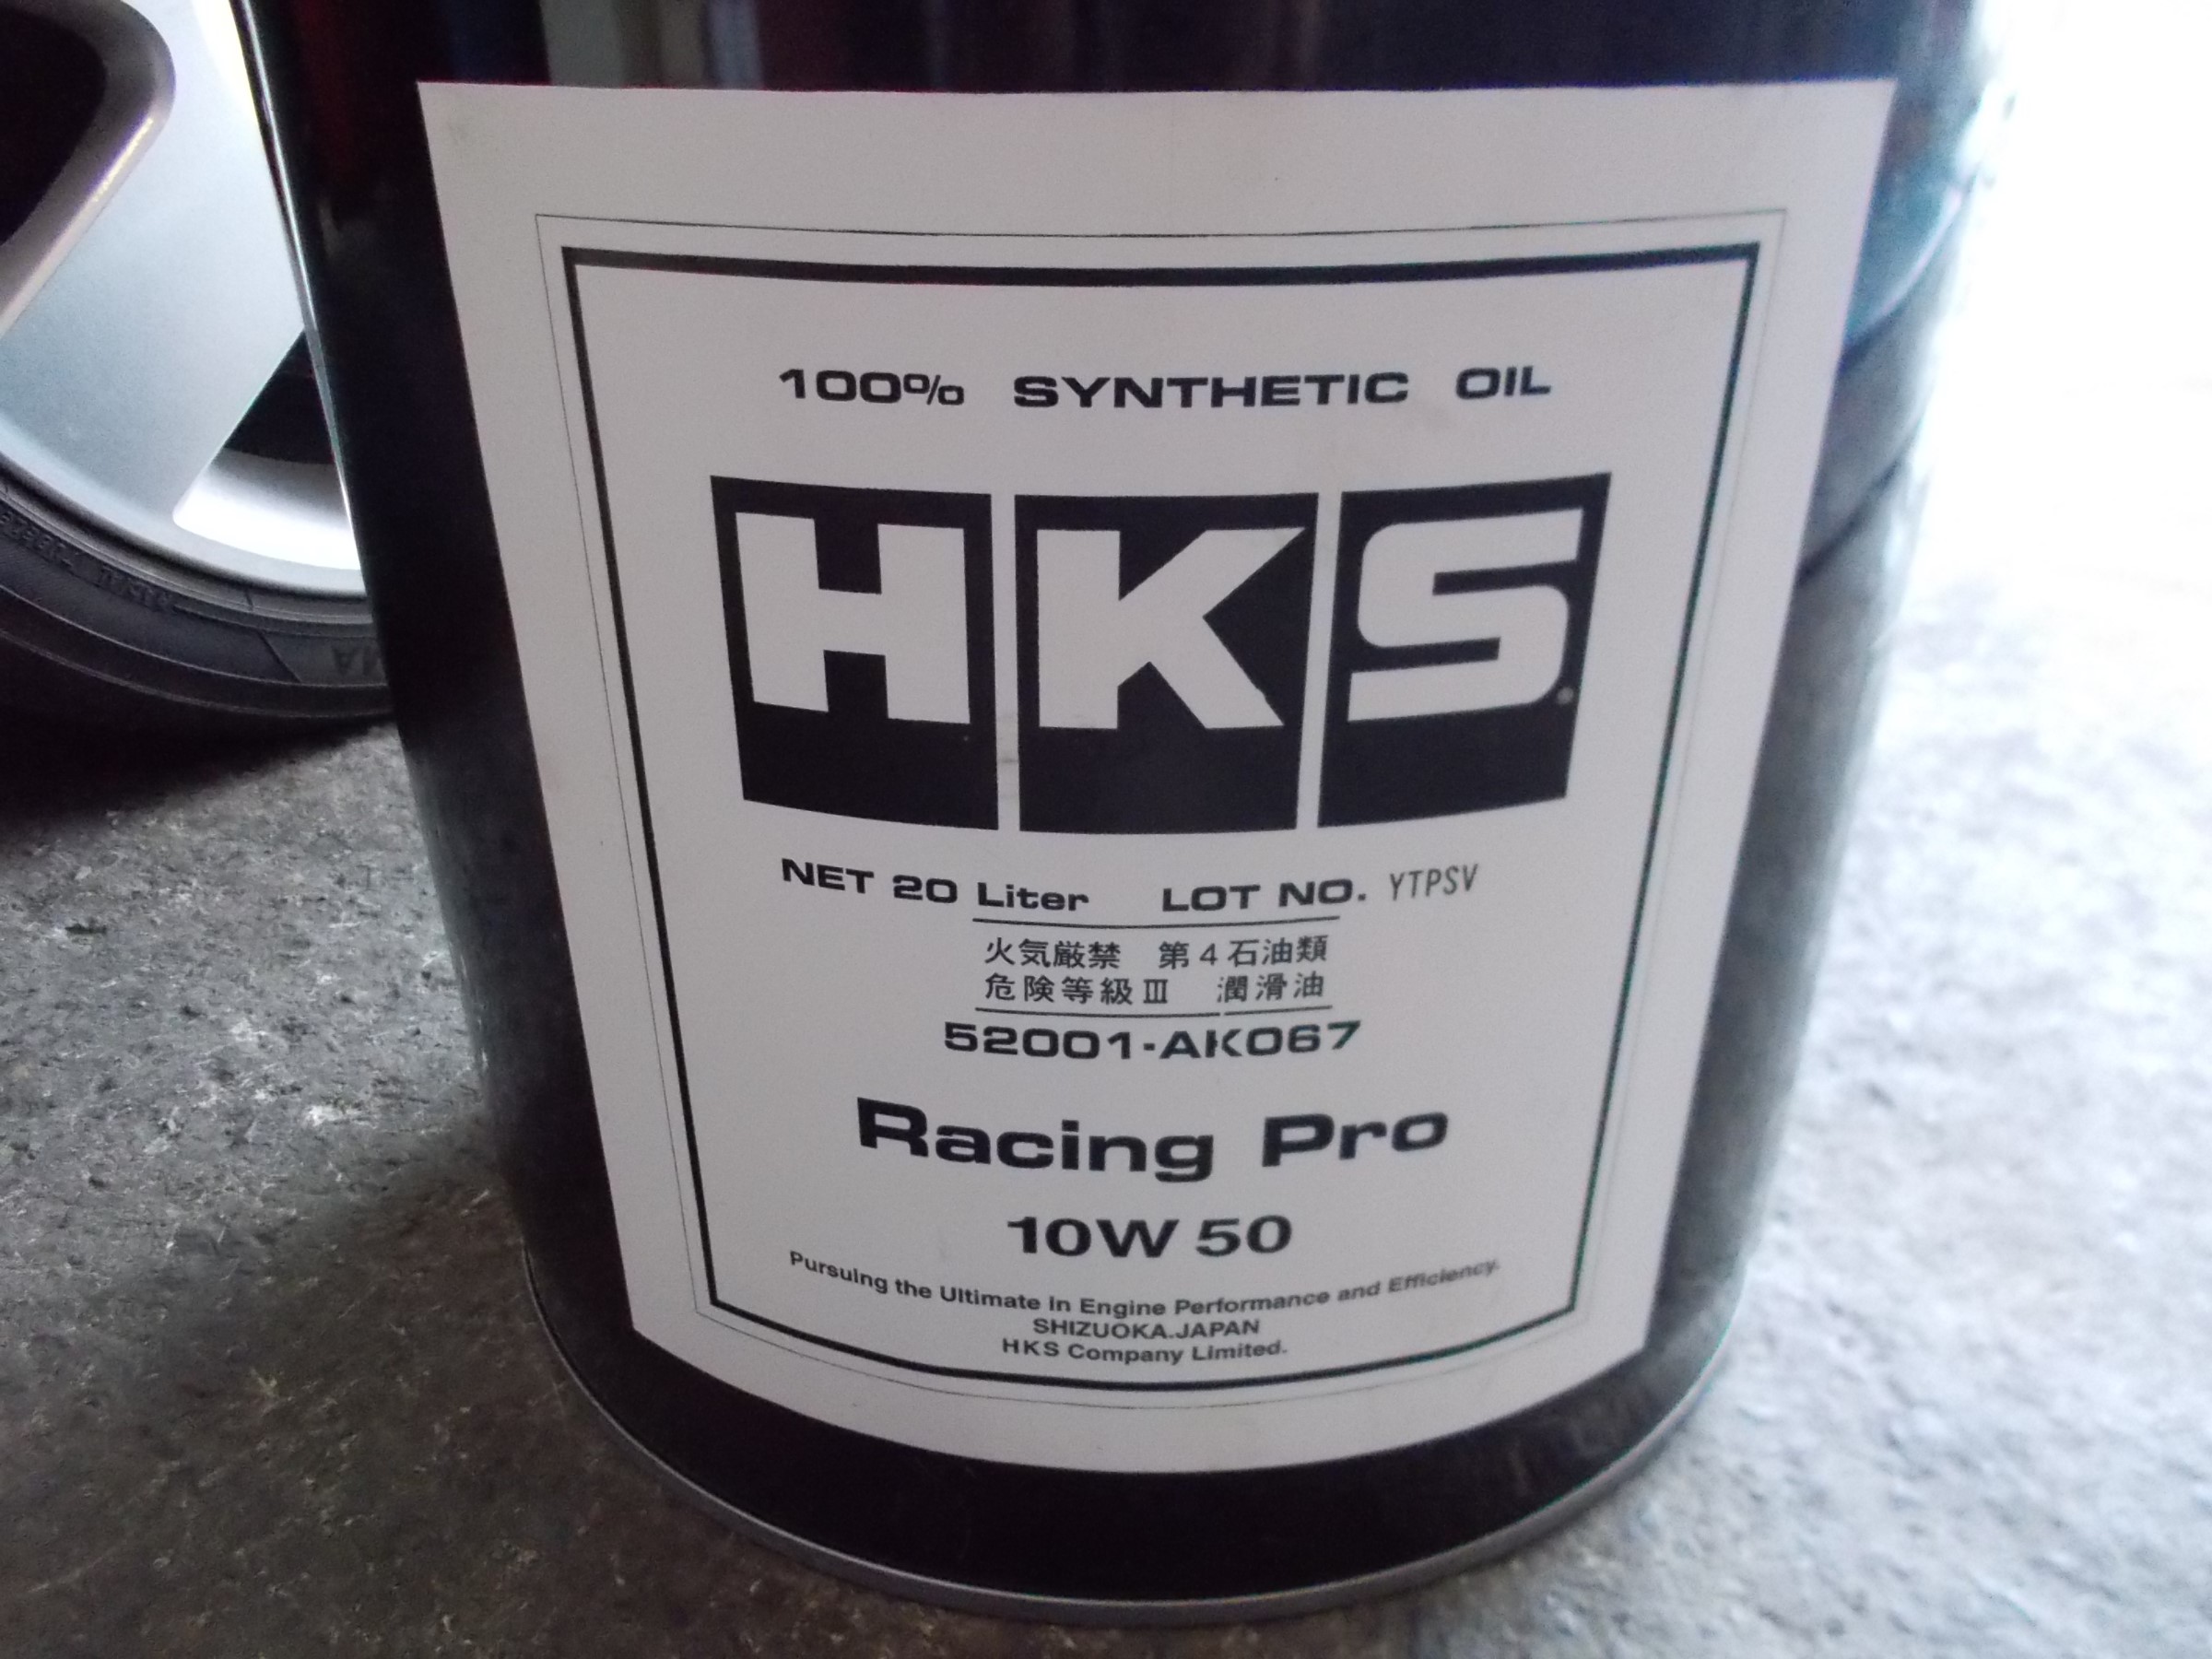 100% SYNTHETIC OIL
HKS
NET 20 Liter LOT NO. YTPSV
火気厳禁 第4石油類
危険等級Ⅲ 潤滑油
52001-AK067
Racing Pro
10W50
Pursuing the Ultimate in Engine Performance and Efficiency.
SHIZUOKA.JAPAN
HKS Company Limited.